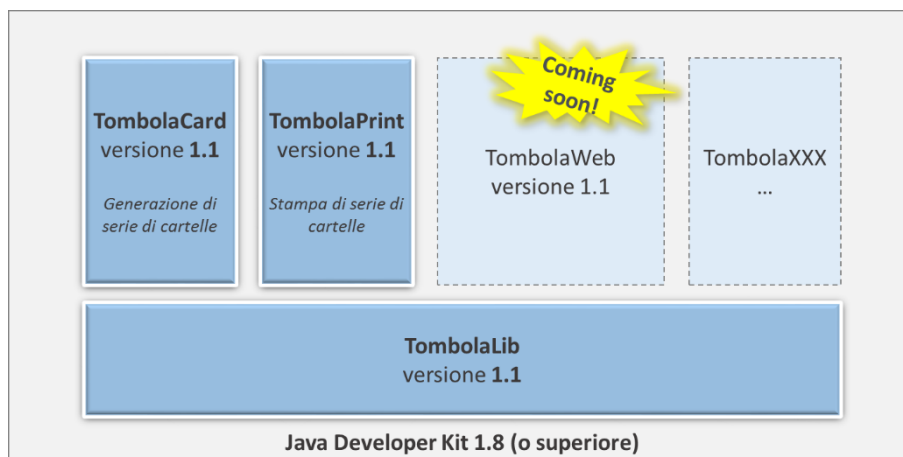 TombolaCard
versione 1.1
Generazione di
serie di cartelle
TombolaPrint
versione 1.1
Stampa di serie di
cartelle
Coming
soon!
TombolaWeb
versione 1.1
TombolaXXX
...
TombolaLib
versione 1.1
Java Developer Kit 1.8 (o superiore)